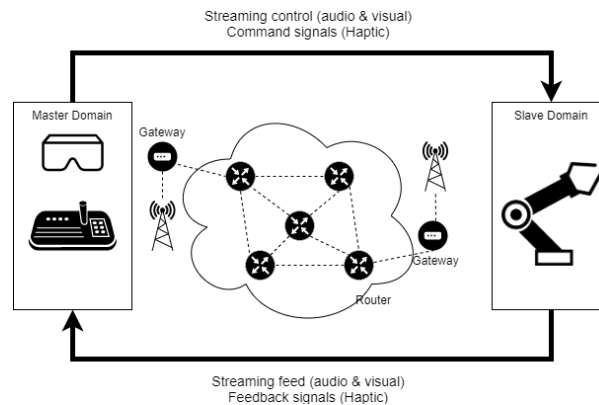 Streaming control (audio & visual)
Command signals (Haptic)
Master Domain
Slave Domain
Gateway
Gateway
Router
Streaming feed (audio & visual)
Feedback signals (Haptic)